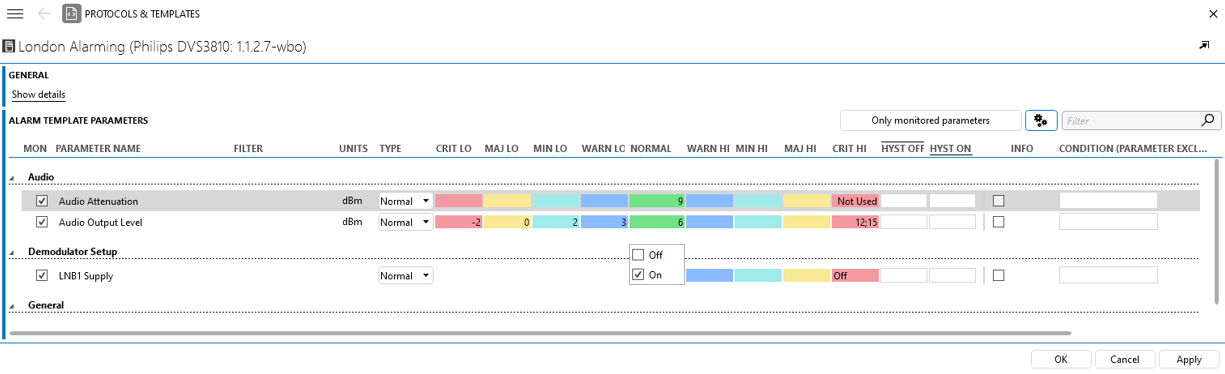 PROTOCOLS & TEMPLATES
London Alarming (Philips DVS3810: 1.1.2.7-wbo)
GENERAL
Show details
ALARM TEMPLATE PARAMETERS Only monitored parameters Filter
MON PARAMETER NAME FILTER UNITS TYPE CRIT LO MAJ LO MIN LO WARN LO NORMAL WARN HI MIN HI MAJ HI CRIT HI HYST OFF HYST ON INFO CONDITION (PARAMETER EXCL...
Audio
Audio Attenuation dBm Normal 9 Not Used
Audio Output Level dBm Normal -2 0 2 3 6 12;15
Off
Demodulator Setup
LNB1 Supply Normal On Off
General
OK Cancel Apply